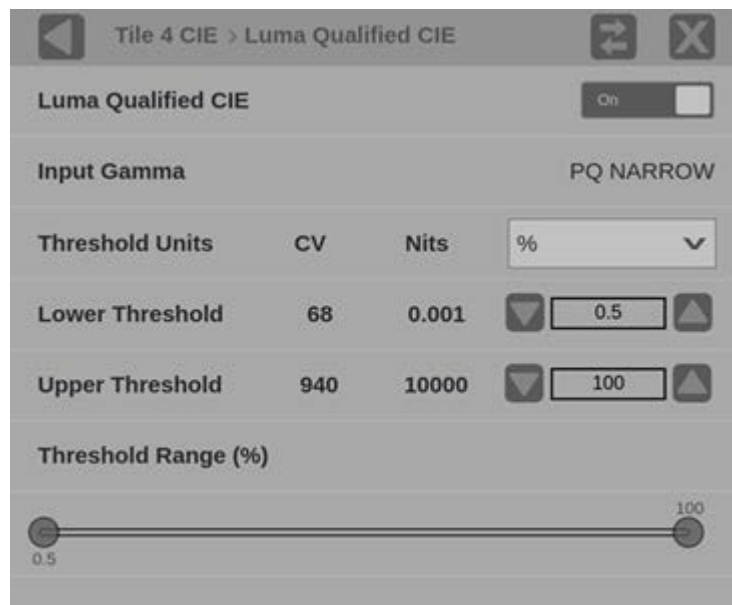 Tile 4 CIE > Luma Qualified CIE
Luma Qualified CIE On
Input Gamma PQ NARROW
Threshold Units CV Nits %
Lower Threshold 68 0.001 0.5
Upper Threshold 940 10000 100
Threshold Range (%)
100
0.5